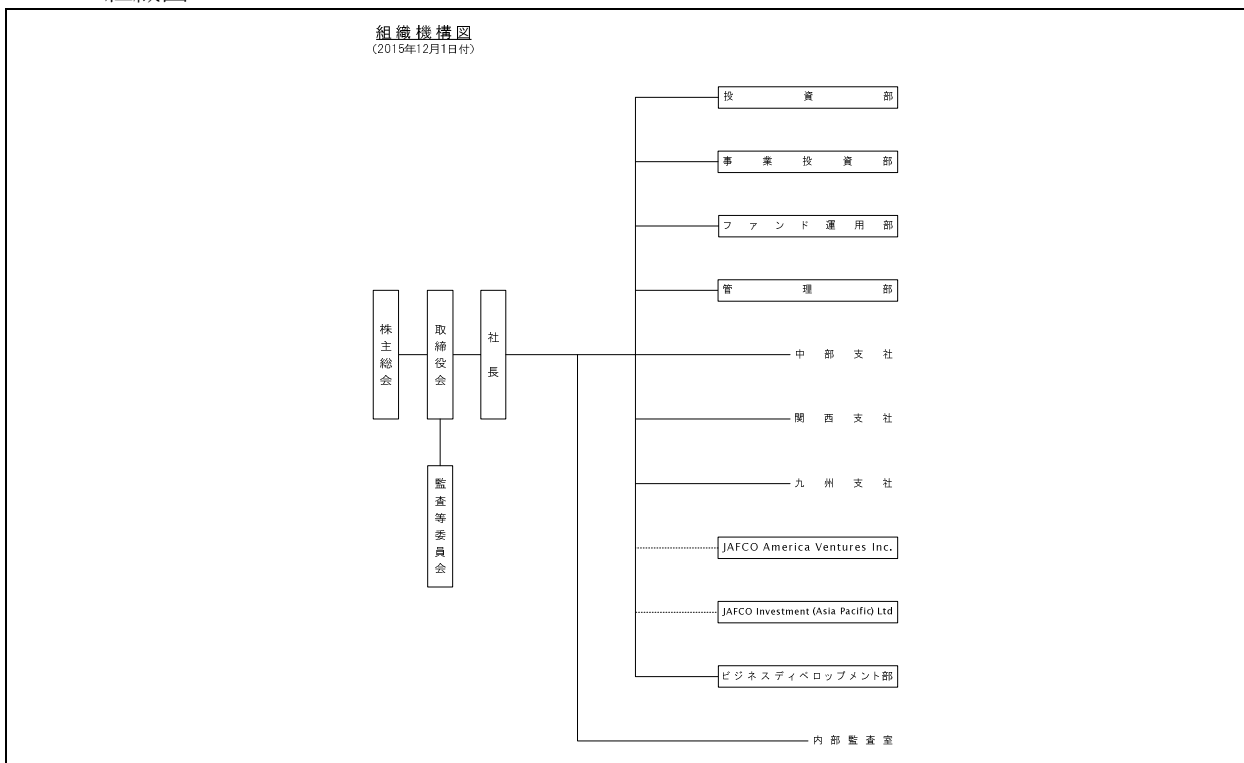 組織機構図
(2015年12月1日付)
投資部
事業投資部
ファンド運用部
管理部
株主総会
取締役会
社長
中部支社
関西支社
九州支社
監査等委員会
JAFCO America Ventures Inc.
JAFCO Investment (Asia Pacific) Ltd
ビジネスディベロップメント部
内部監査室